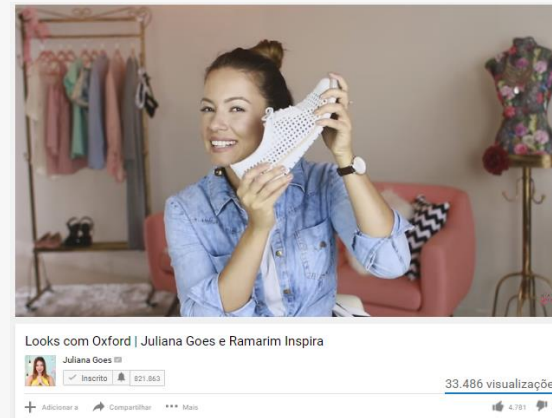 Looks com Oxford | Juliana Goes e Ramarim Inspira
Juliana Goes
Inscrito 821.863
33.486 visualizaçõe
Adicionar a Compartilhar Mais 4.781